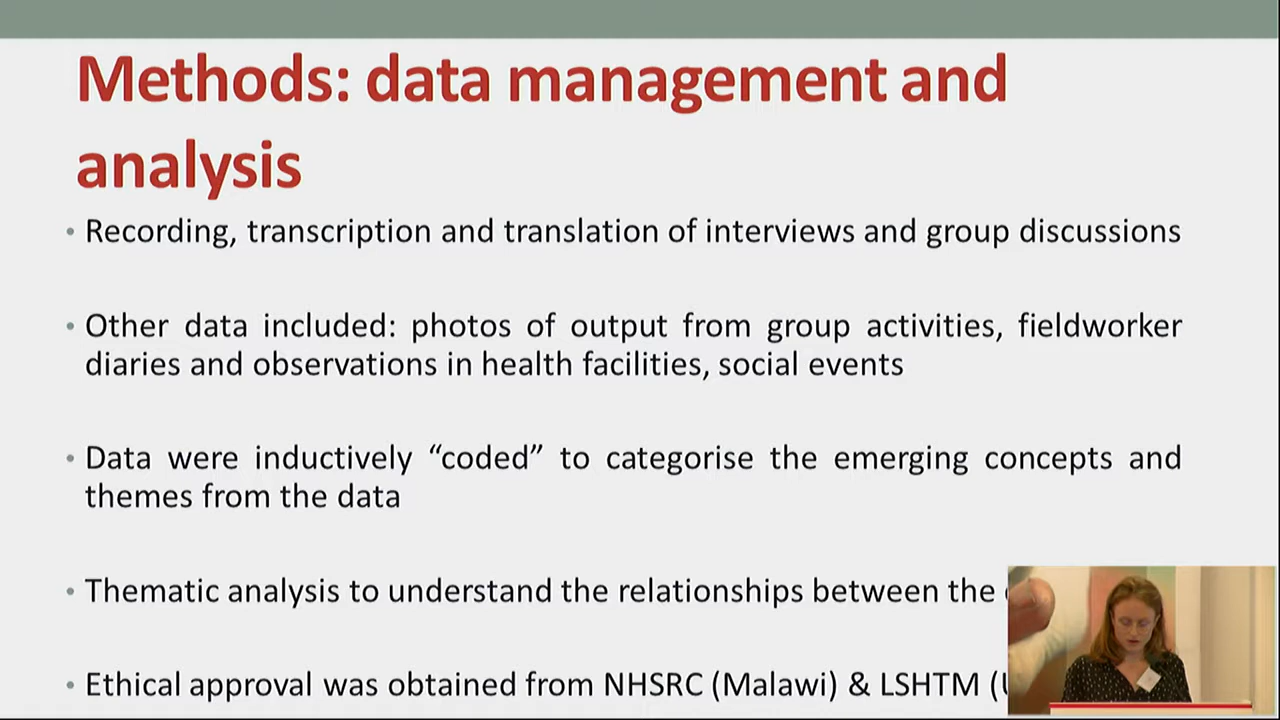 Methods: data management and
analysis
• Recording, transcription and translation of interviews and group discussions
• Other data included: photos of output from group activities, fieldworker
diaries and observations in health facilities, social events
• Data were inductively “coded” to categorise the emerging concepts and
themes from the data
• Thematic analysis to understand the relationships between the
• Ethical approval was obtained from NHSRC (Malawi) & LSHTM